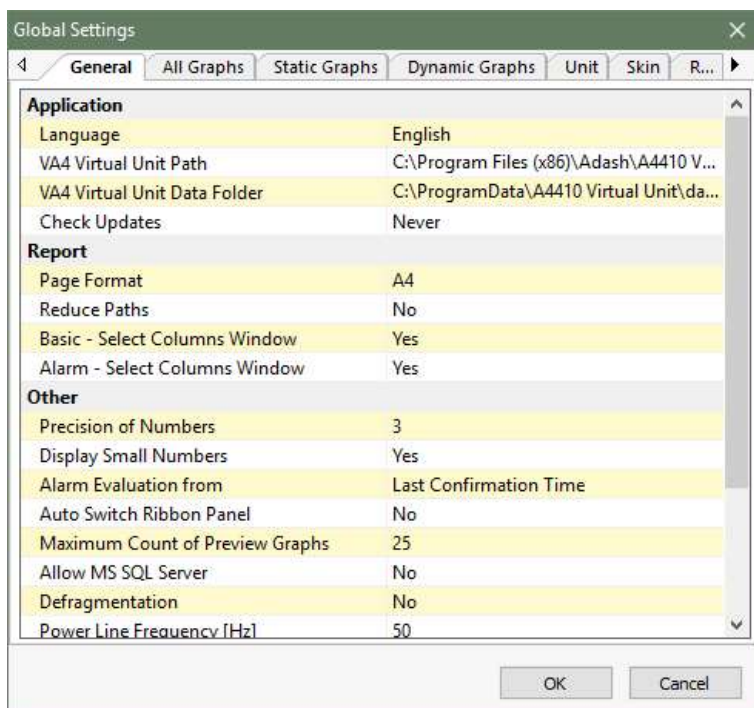 Global Settings
General All Graphs Static Graphs Dynamic Graphs Unit Skin R...
Application
Language English
VA4 Virtual Unit Path C:\Program Files (x86)\Adash\A4410 V...
VA4 Virtual Unit Data Folder C:\ProgramData\A4410 Virtual Unit\da...
Check Updates Never
Report
Page Format A4
Reduce Paths No
Basic - Select Columns Window Yes
Alarm - Select Columns Window Yes
Other
Precision of Numbers 3
Display Small Numbers Yes
Alarm Evaluation from Last Confirmation Time
Auto Switch Ribbon Panel No
Maximum Count of Preview Graphs 25
Allow MS SQL Server No
Defragmentation No
Power Line Frequency [Hz] 50
OK Cancel